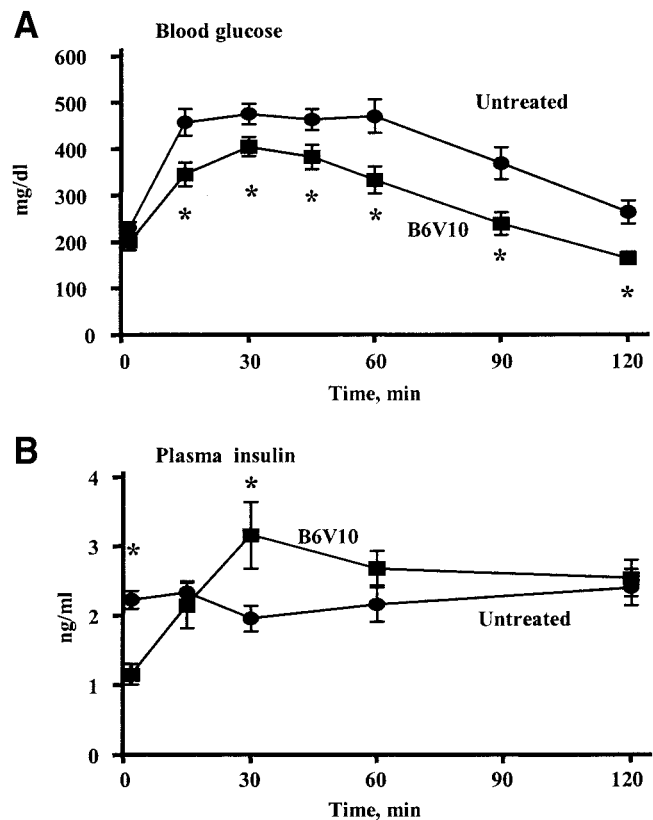 A
Blood glucose
600
500
400
300
200
100
0
mg/dl
Untreated
B6V10
* * * * * *
0 30 60 90 120
Time, min
B
Plasma insulin
4
3
2
1
0
ng/ml
* *
B6V10
Untreated
0 30 60 90 120
Time, min